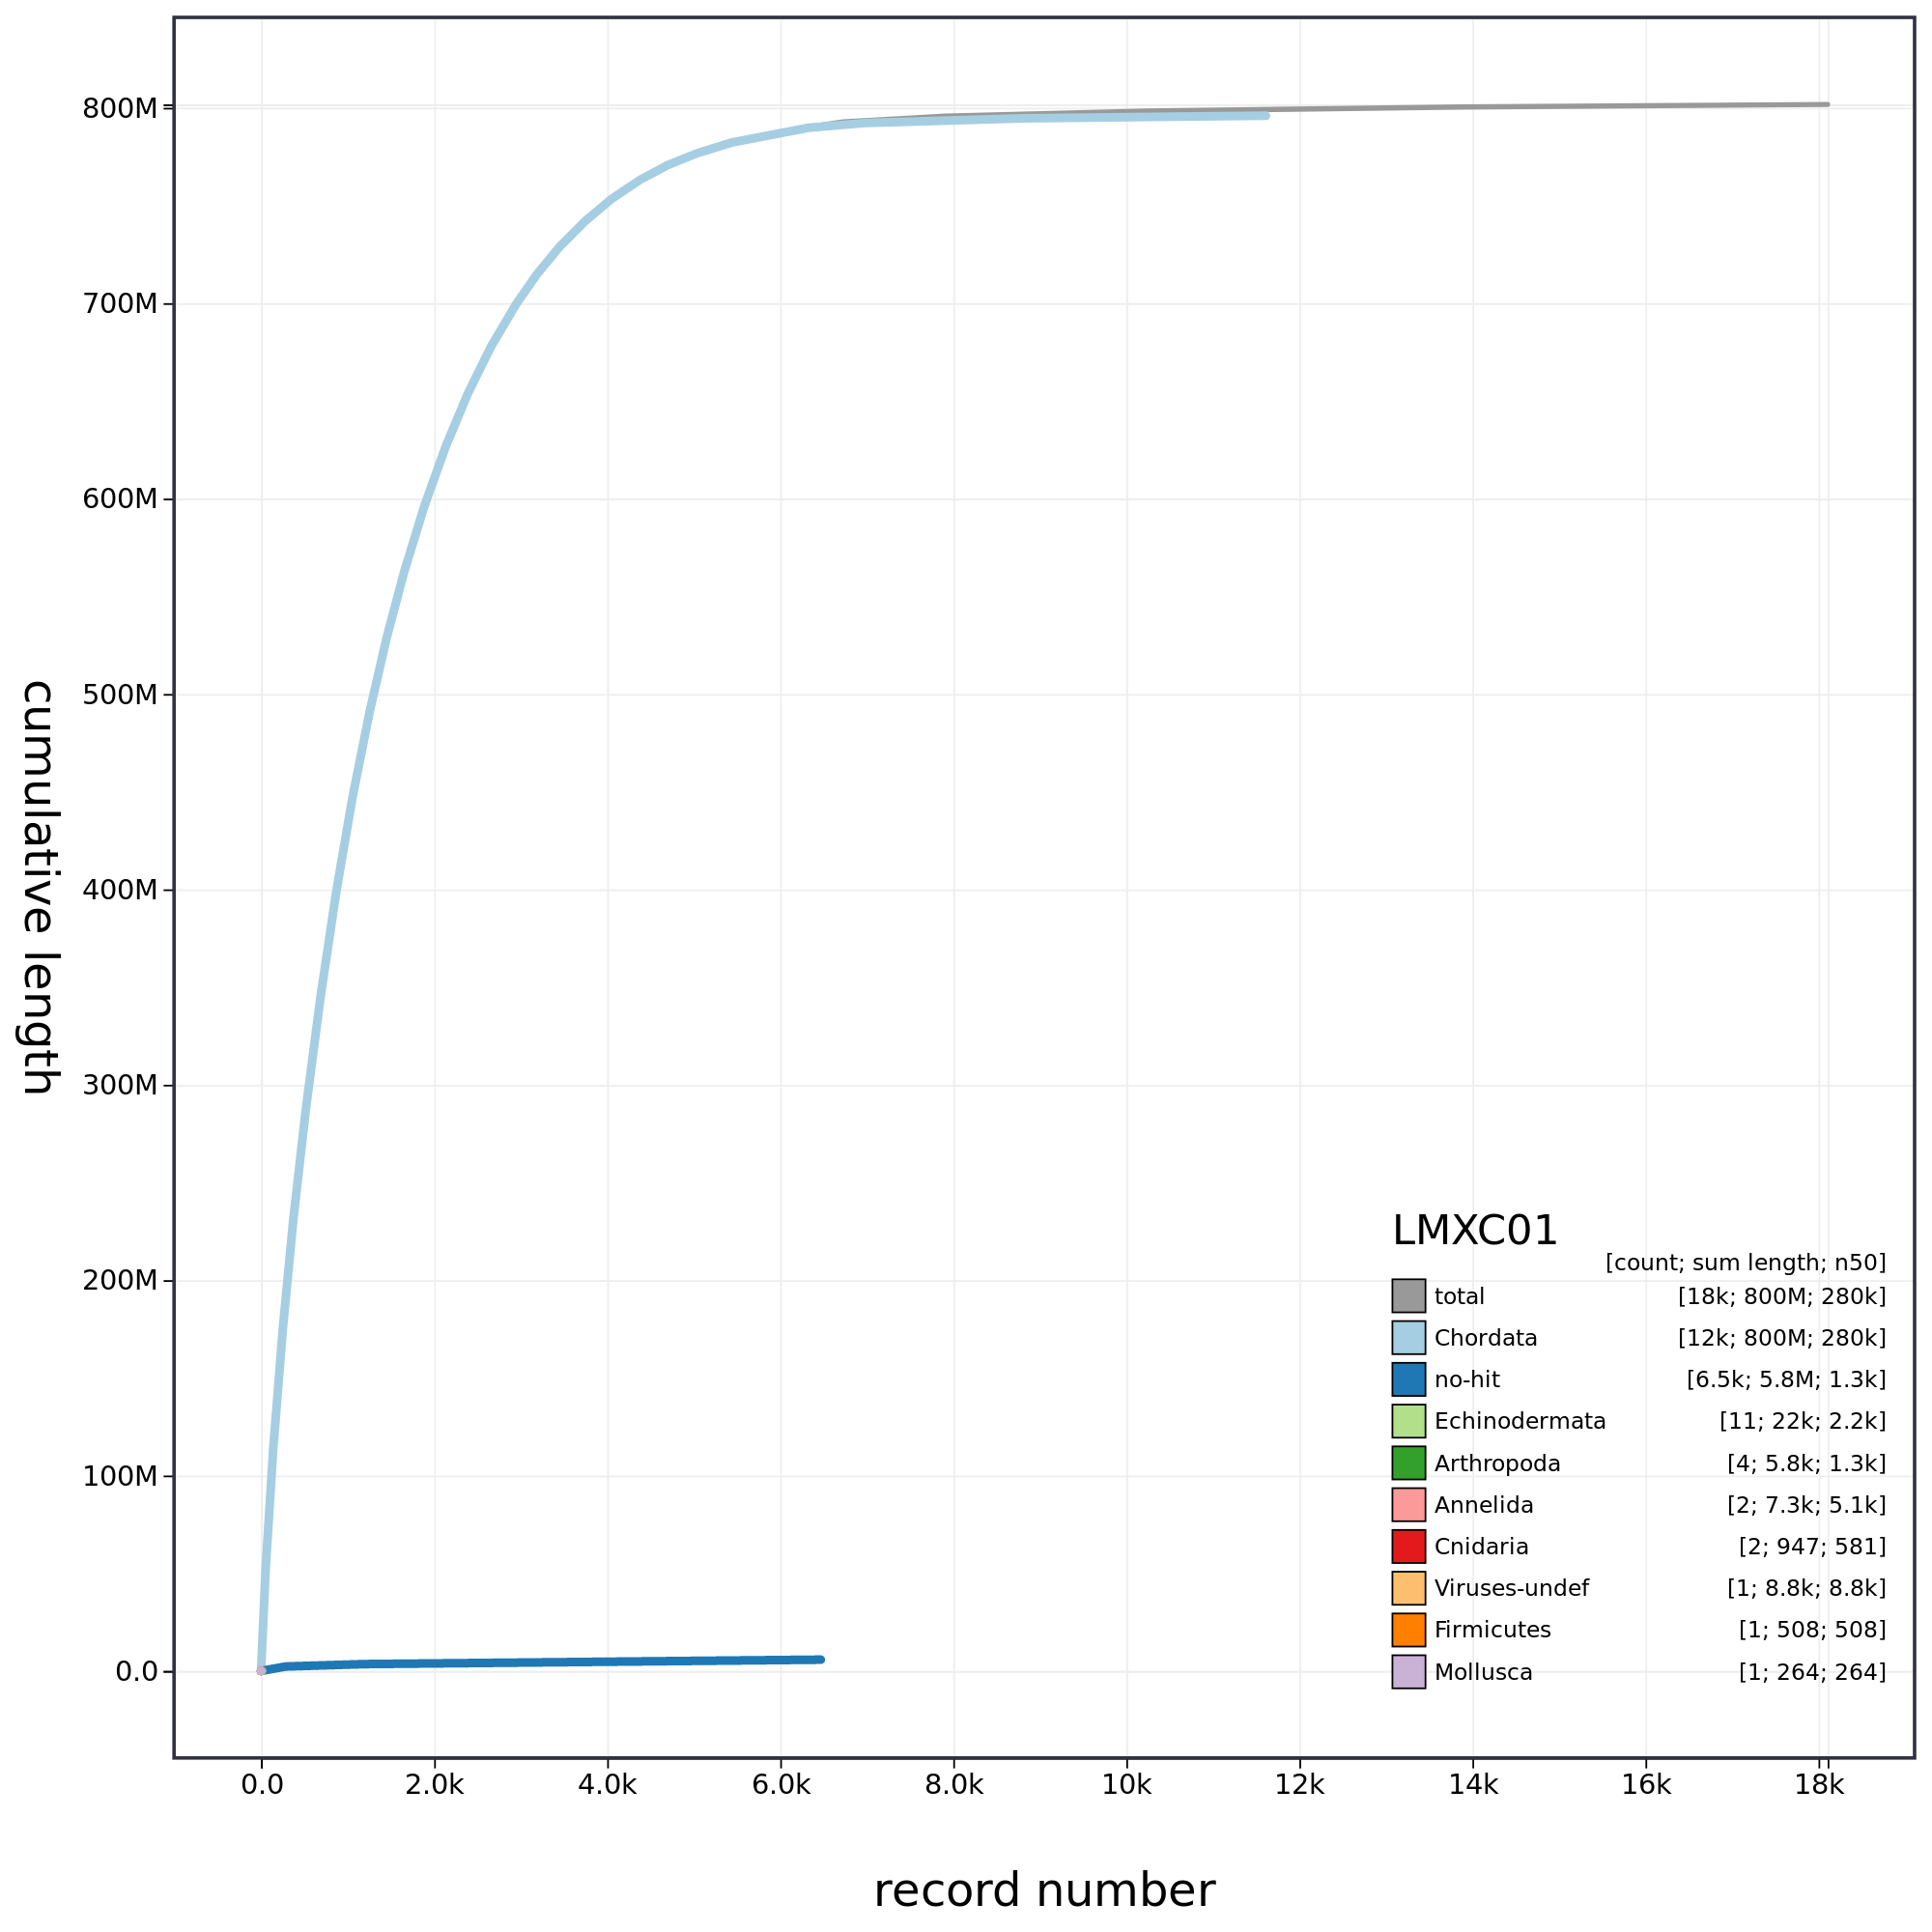 800M
700M
600M
500M
400M
300M
200M
100M
0.0
cumulative length
0.0 2.0k 4.0k 6.0k 8.0k 10k 12k 14k 16k 18k
record number
LMXC01
[count; sum length; n50]
total [18k; 800M; 280k]
Chordata [12k; 800M; 280k]
no-hit [6.5k; 5.8M; 1.3k]
Echinodermata [11; 22k; 2.2k]
Arthropoda [4; 5.8k; 1.3k]
Annelida [2; 7.3k; 5.1k]
Cnidaria [2; 947; 581]
Viruses-undef [1; 8.8k; 8.8k]
Firmicutes [1; 508; 508]
Mollusca [1; 264; 264]